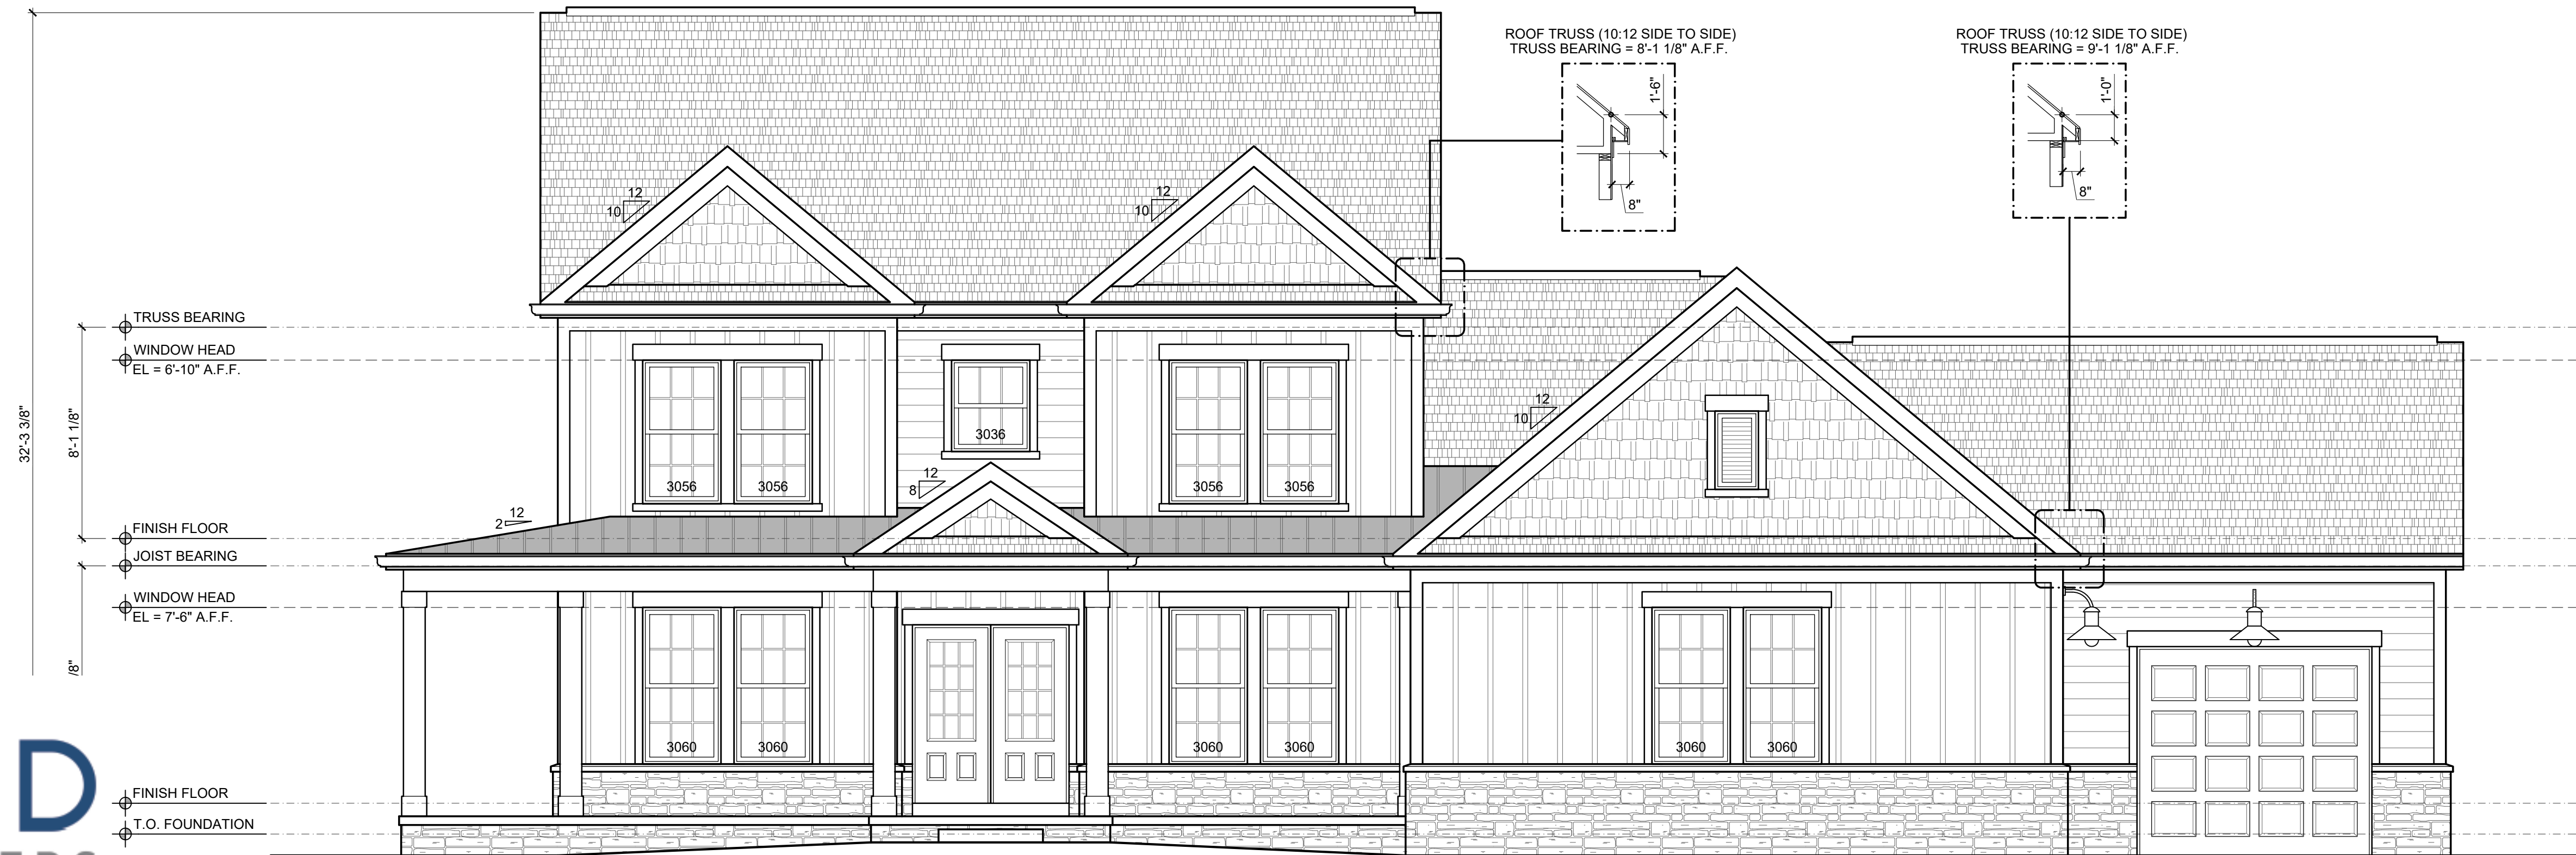 ROOF TRUSS (10:12 SIDE TO SIDE)
TRUSS BEARING = 8'-1 1/8" A.F.F.
1'-6"
8"
ROOF TRUSS (10:12 SIDE TO SIDE)
TRUSS BEARING = 9'-1 1/8" A.F.F.
1'-0"
8"
12
10
12
10
TRUSS BEARING
WINDOW HEAD
EL = 6'-10" A.F.F.
32'-3 3/8"
8'-1 1/8"
12
10
3036
12
8
3056
3056
3056
3056
12
2
FINISH FLOOR
JOIST BEARING
WINDOW HEAD
EL = 7'-6" A.F.F.
/8"
3060
3060
3060
3060
3060
3060
D
FINISH FLOOR
T.O. FOUNDATION